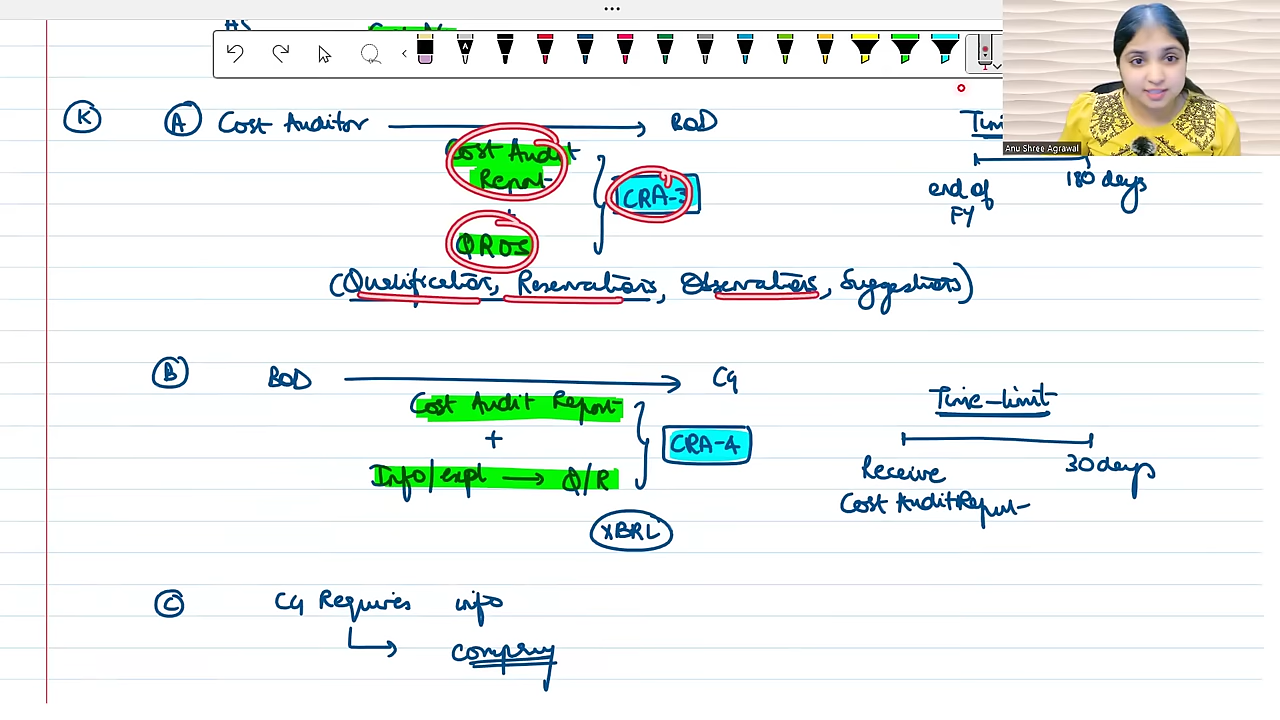 (K) (A) Cost Auditor → BOD
Cost Audit
Report
+
QROS
CRA-3
(Qualification, Reservations, Observations, Suggestions)
end of
FY
180 days
Anu Shree Agrawal
(B) BOD → CG
Cost Audit Report
+
Info/expl → Q/R
CRA-4
XBRL
Time-limit
Receive
Cost Audit Report
30 days
(C) CG Requires info
company